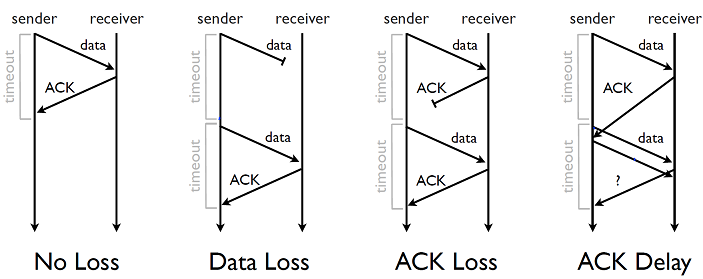 sender receiver
timeout
data
ACK
No Loss
sender receiver
timeout
data
timeout
data
ACK
Data Loss
sender receiver
timeout
data
ACK
timeout
data
ACK
ACK Loss
sender receiver
timeout
data
ACK
timeout
data
?
ACK Delay